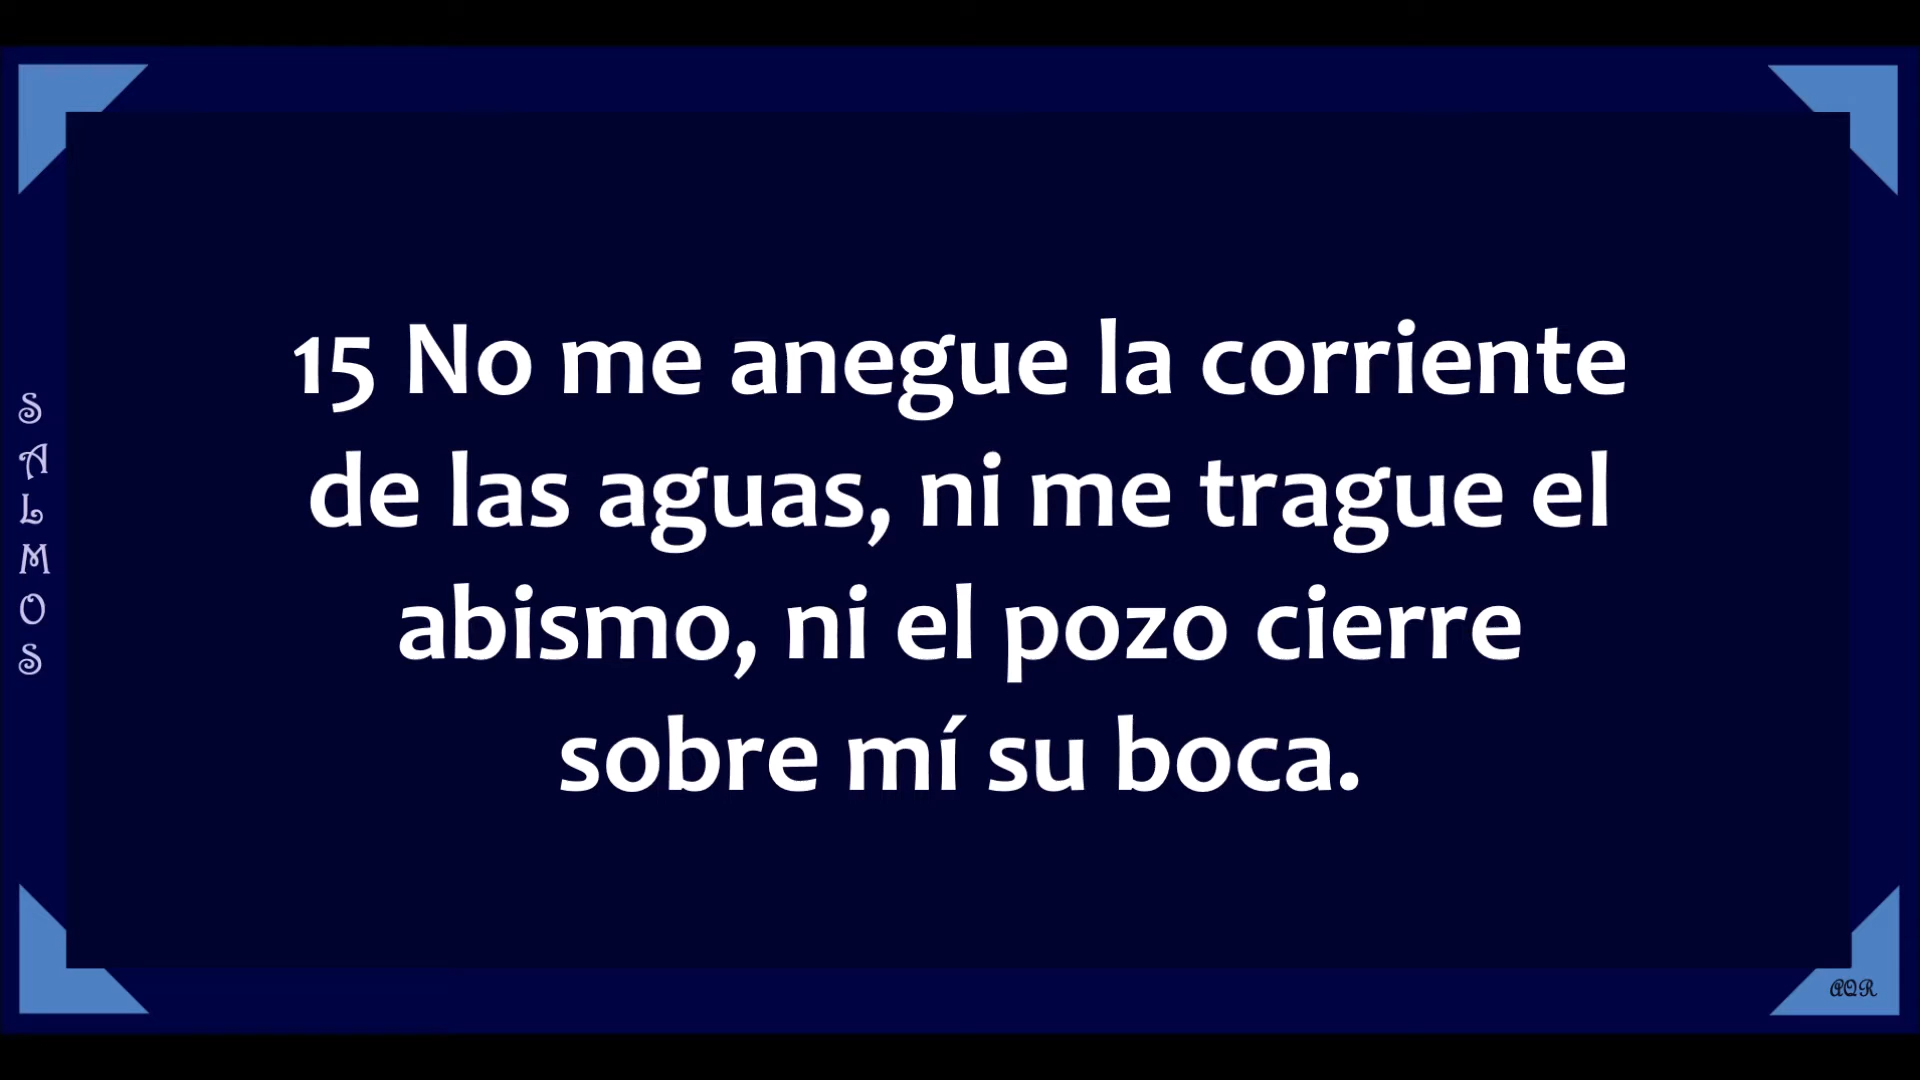 15 No me anegue la corriente
de las aguas, ni me trague el
abismo, ni el pozo cierre
sobre mí su boca.
SALMOS
AQR